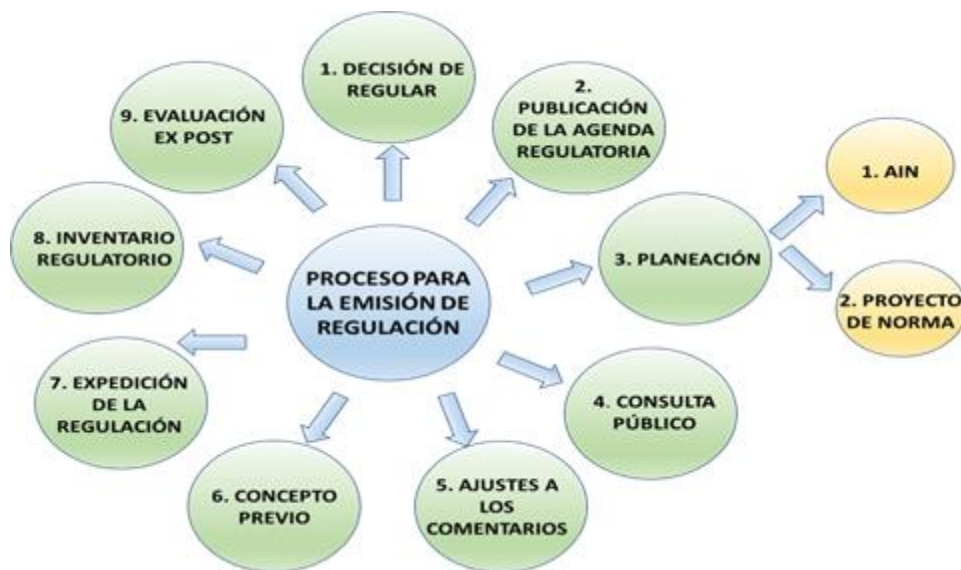 PROCESO PARA
LA EMISIÓN DE
REGULACIÓN
1. DECISIÓN DE
REGULAR
2.
PUBLICACIÓN
DE LA AGENDA
REGULATORIA
3. PLANEACIÓN
1. AIN
2. PROYECTO
DE NORMA
4. CONSULTA
PÚBLICO
5. AJUSTES A
LOS
COMENTARIOS
6. CONCEPTO
PREVIO
7. EXPEDICIÓN
DE LA
REGULACIÓN
8. INVENTARIO
REGULATORIO
9. EVALUACIÓN
EX POST